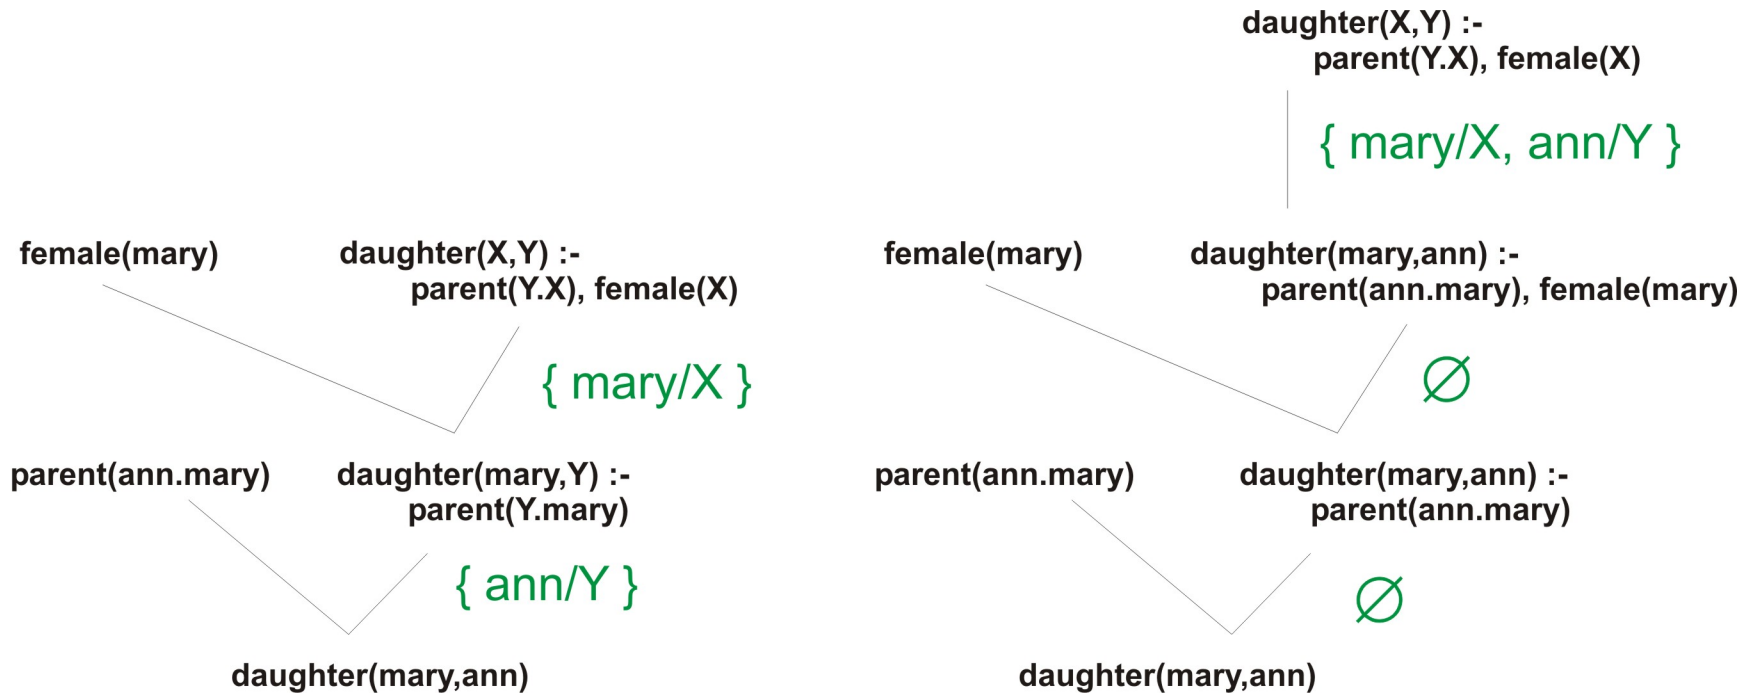 daughter(X,Y) :-
parent(Y.X), female(X)
{ mary/X, ann/Y }
female(mary)
daughter(X,Y) :-
parent(Y.X), female(X)
female(mary)
daughter(mary,ann) :-
parent(ann.mary), female(mary)
{ mary/X }
∅
parent(ann.mary)
daughter(mary,Y) :-
parent(Y.mary)
parent(ann.mary)
daughter(mary,ann) :-
parent(ann.mary)
{ ann/Y }
∅
daughter(mary,ann)
daughter(mary,ann)